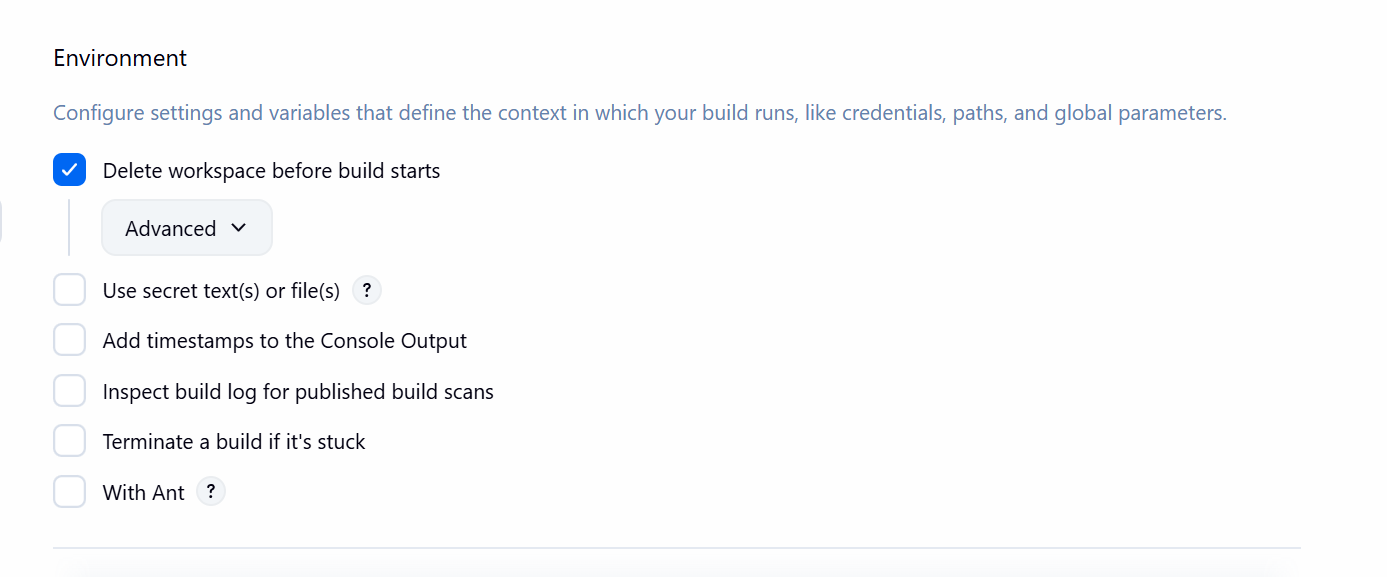 Environment
Configure settings and variables that define the context in which your build runs, like credentials, paths, and global parameters.
Delete workspace before build starts
Advanced
Use secret text(s) or file(s) ?
Add timestamps to the Console Output
Inspect build log for published build scans
Terminate a build if it's stuck
With Ant ?